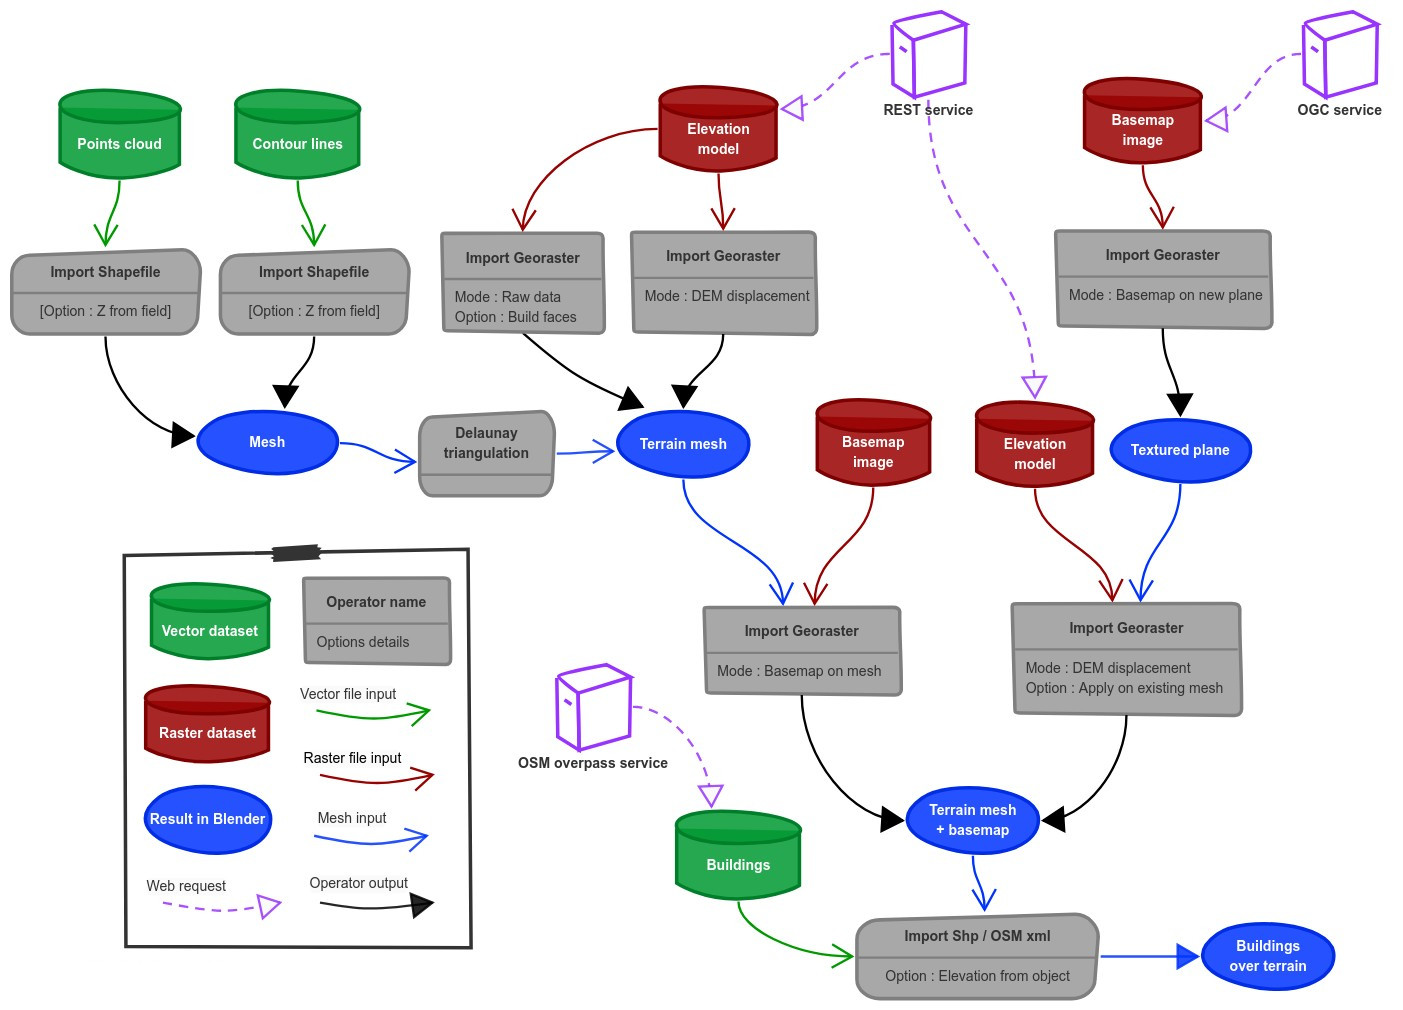 REST service
OGC service
Points cloud
Contour lines
Elevation
model
Basemap
image
Import Shapefile
[Option : Z from field]
Import Shapefile
[Option : Z from field]
Import Georaster
Mode : Raw data
Option : Build faces
Import Georaster
Mode : DEM displacement
Import Georaster
Mode : Basemap on new plane
Mesh
Delaunay
triangulation
Terrain mesh
Basemap
image
Elevation
model
Textured plane
Vector dataset
Operator name
Options details
Raster dataset
Vector file input
Raster file input
Result in Blender
Mesh input
Web request
Operator output
Import Georaster
Mode : Basemap on mesh
Import Georaster
Mode : DEM displacement
Option : Apply on existing mesh
OSM overpass service
Buildings
Terrain mesh
+ basemap
Import Shp / OSM xml
Option : Elevation from object
Buildings
over terrain